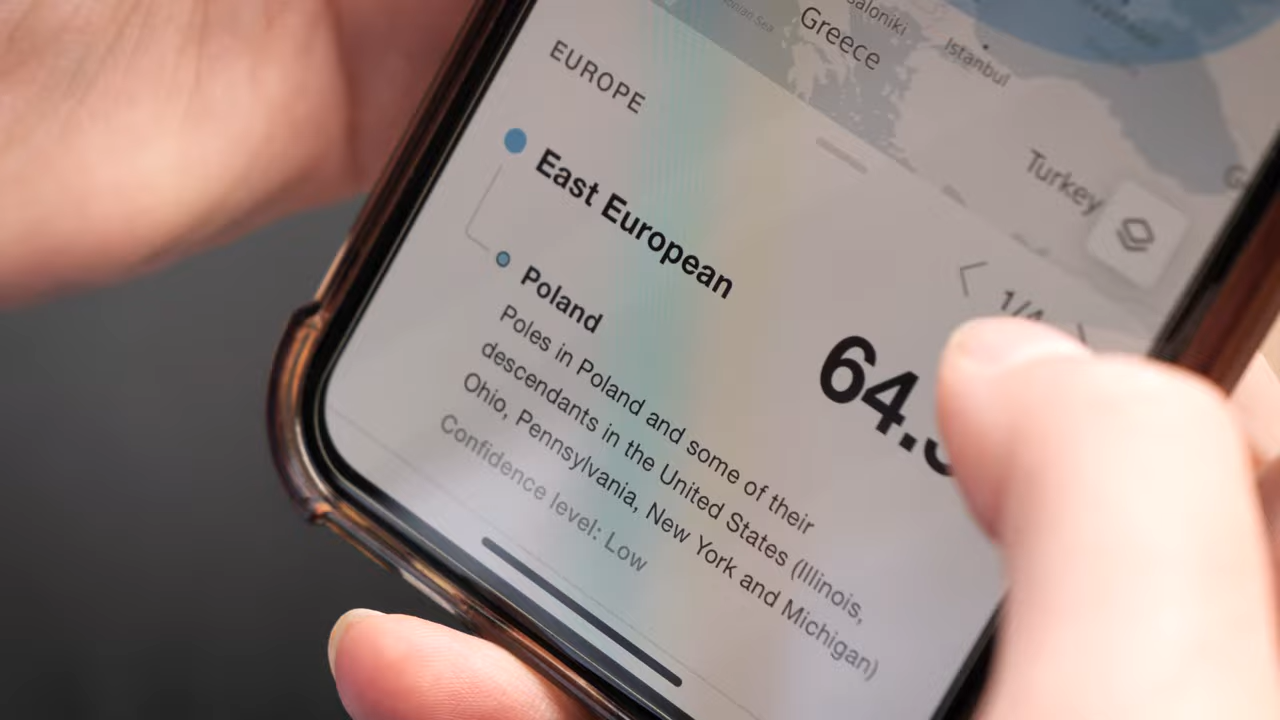 Greece
Istanbul
Turkey
EUROPE
East European
1/4
64.
Poland
Poles in Poland and some of their
descendants in the United States (Illinois,
Ohio, Pennsylvania, New York and Michigan)
Confidence level: Low